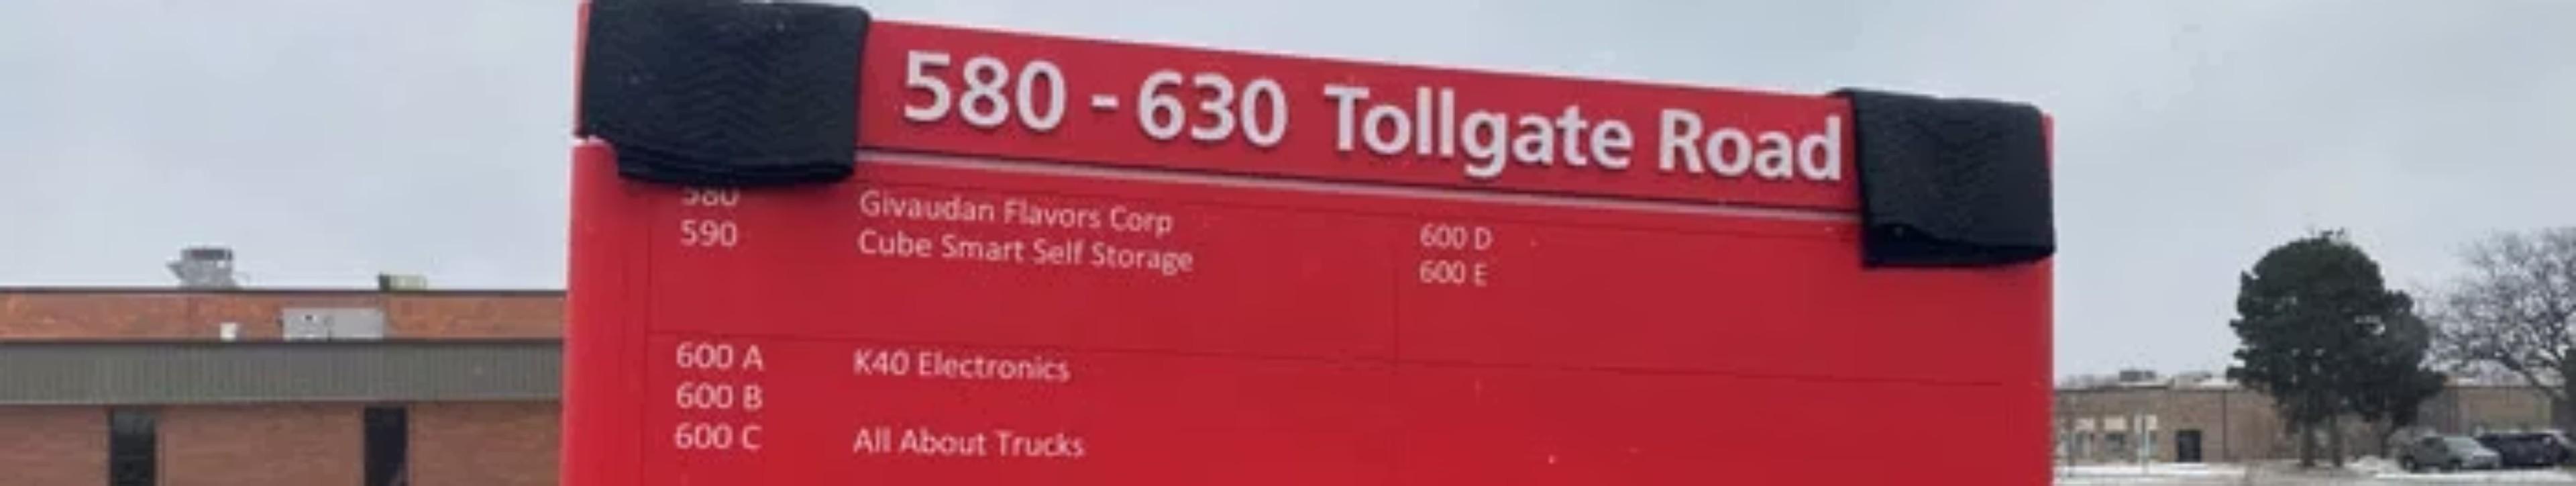 580 - 630 Tollgate Road
580 Givaudan Flavors Corp
590 Cube Smart Self Storage
600 D
600 E
600 A K40 Electronics
600 B
600 C All About Trucks